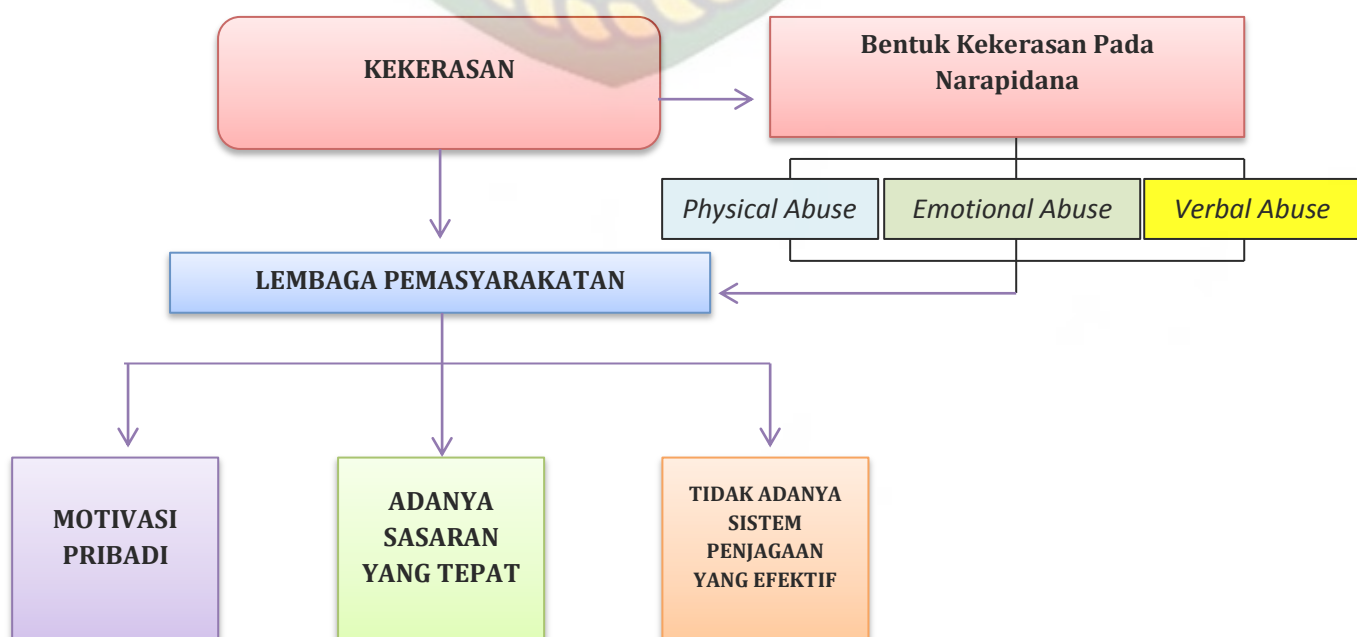 KEKERASAN
Bentuk Kekerasan Pada
Narapidana
Physical Abuse
Emotional Abuse
Verbal Abuse
LEMBAGA PEMASYARAKATAN
MOTIVASI
PRIBADI
ADANYA
SASARAN
YANG TEPAT
TIDAK ADANYA
SISTEM
PENJAGAAN
YANG EFEKTIF